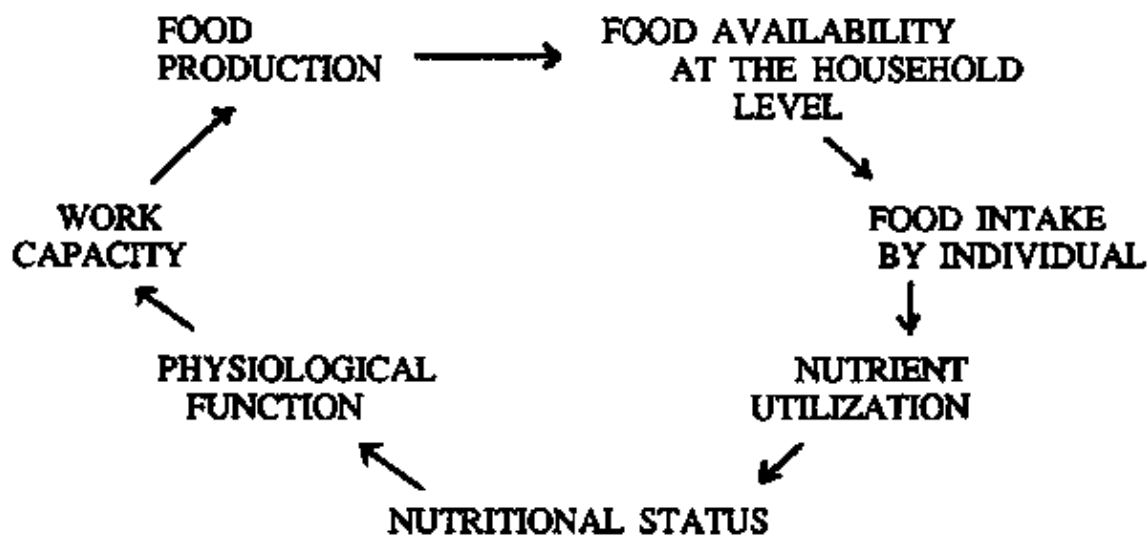 FOOD
PRODUCTION
FOOD AVAILABILITY
AT THE HOUSEHOLD
LEVEL
FOOD INTAKE
BY INDIVIDUAL
NUTRIENT
UTILIZATION
NUTRITIONAL STATUS
PHYSIOLOGICAL
FUNCTION
WORK
CAPACITY